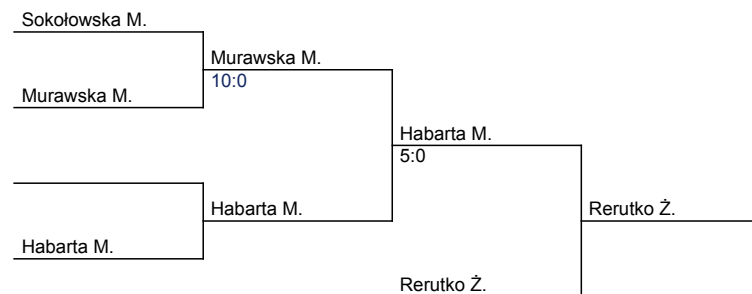 Sokołowska M.
Murawska M.
10:0
Murawska M.
Habarta M.
5:0
Habarta M.
Rerutko Ż.
Habarta M.
Rerutko Ż.